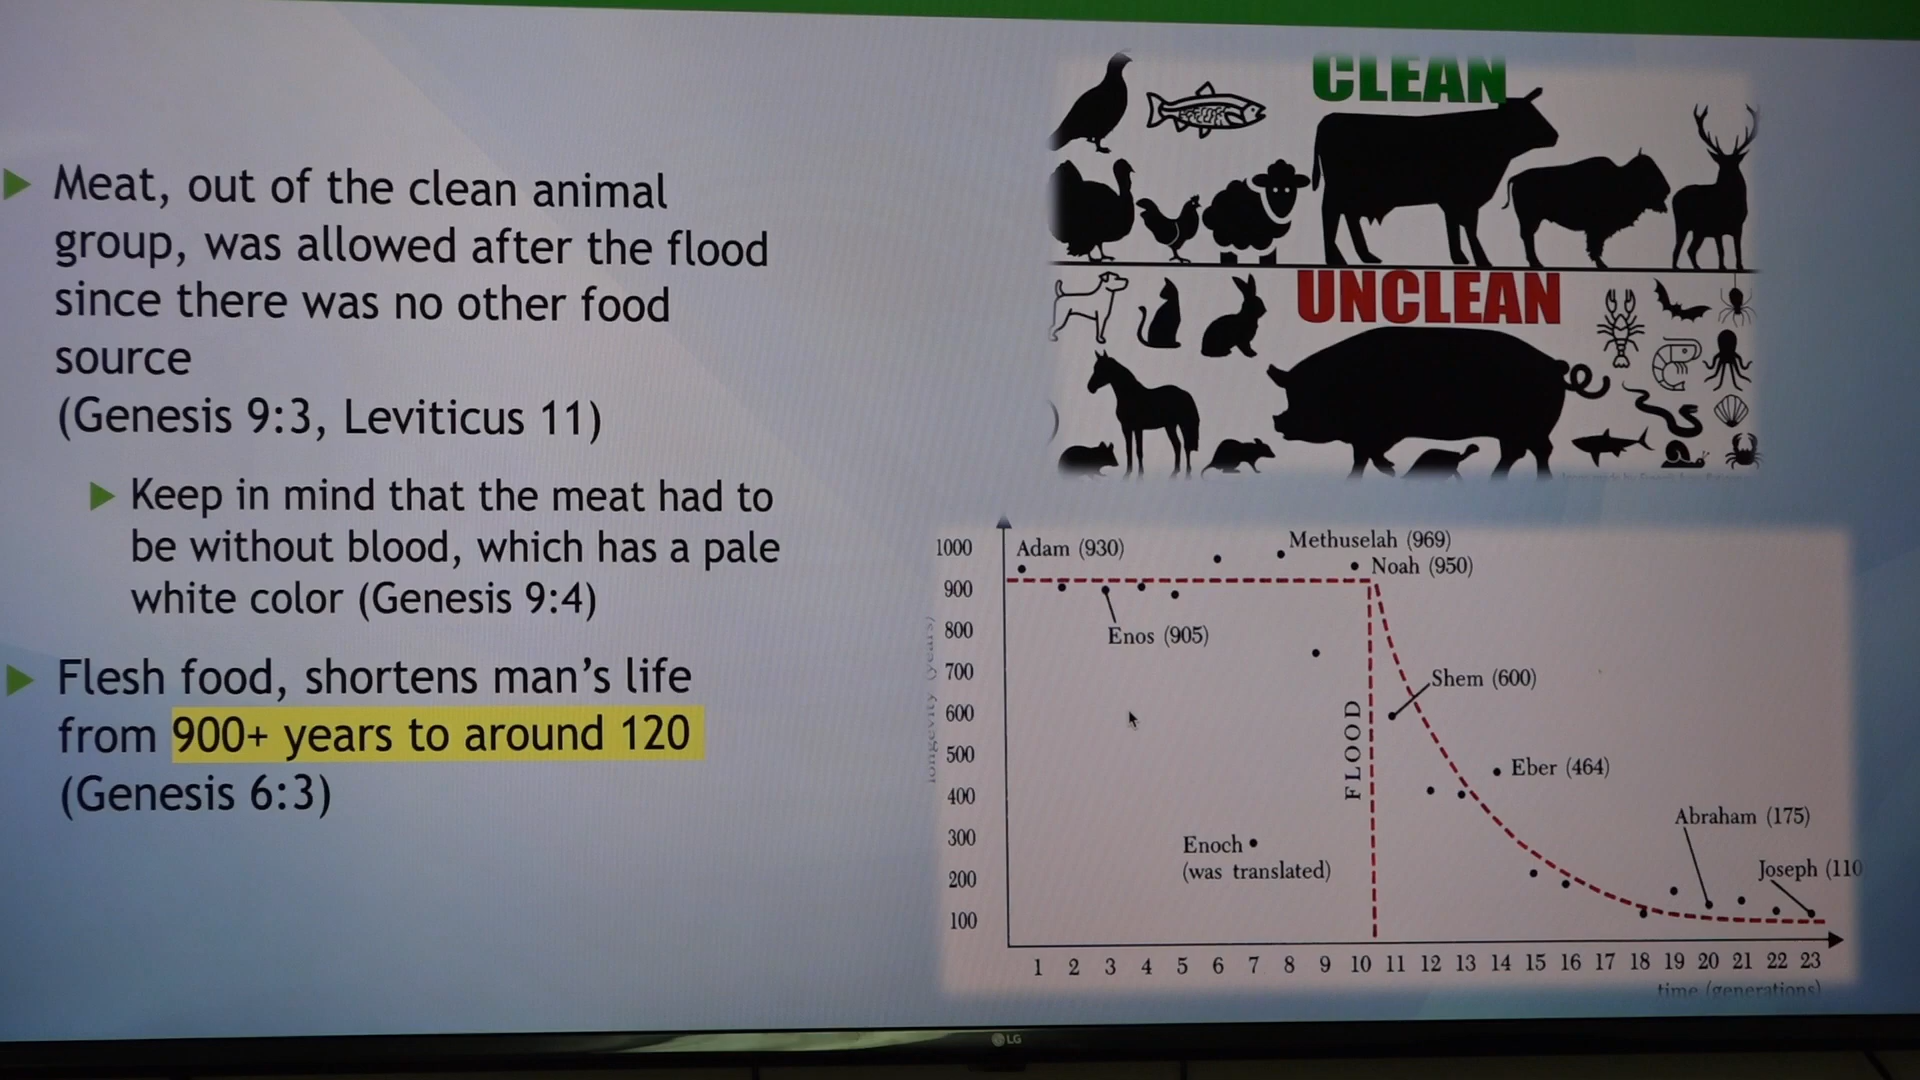 Meat, out of the clean animal
group, was allowed after the flood
since there was no other food
source
(Genesis 9:3, Leviticus 11)
Keep in mind that the meat had to
be without blood, which has a pale
white color (Genesis 9:4)
Flesh food, shortens man's life
from 900+ years to around 120
(Genesis 6:3)
CLEAN
UNCLEAN
longevity (years)
1000
900
800
700
600
500
400
300
200
100
Adam (930)
Methuselah (969)
Noah (950)
Enos (905)
Shem (600)
FLOOD
Eber (464)
Enoch
(was translated)
Abraham (175)
Joseph (110
1 2 3 4 5 6 7 8 9 10 11 12 13 14 15 16 17 18 19 20 21 22 23
time (generations)
LG